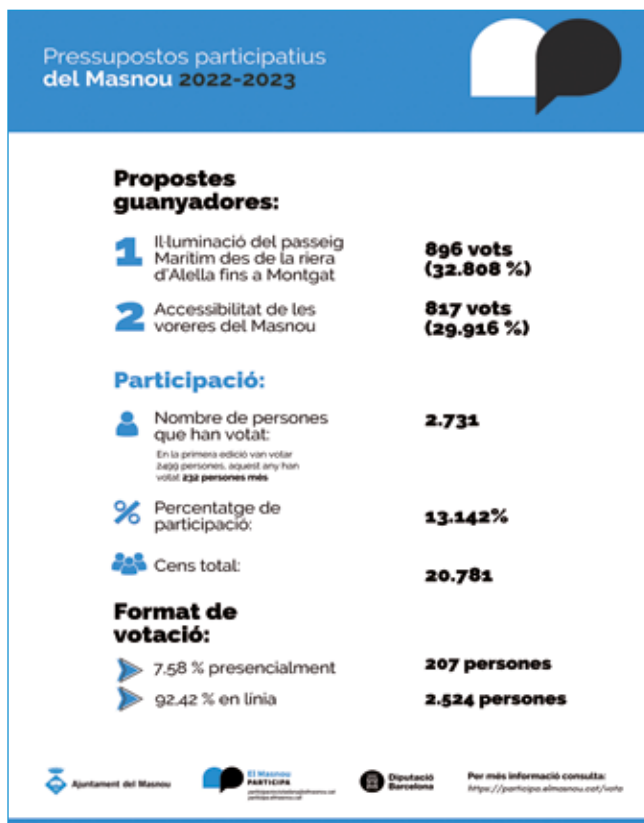 Pressupostos participatius
del Masnou 2022-2023
Propostes
guanyadores:
1
Il·luminació del passeig
Marítim des de la riera
d'Alella fins a Montgat
896 vots
(32.808 %)
2
Accessibilitat de les
voreres del Masnou
817 vots
(29.916 %)
Participació:
Nombre de persones
que han votat:
2.731
En la primera edició van votar
2499 persones, aquest any han
votat 232 persones més
%
Percentatge de
participació:
13.142%
Cens total:
20.781
Format de
votació:
7,58 % presencialment
207 persones
92,42 % en línia
2.524 persones
Ajuntament del Masnou
El Masnou
PARTICIPA
participa.elmasnou.cat
Diputació
Barcelona
Per més informació consulta:
https://participa.elmasnou.cat/vota